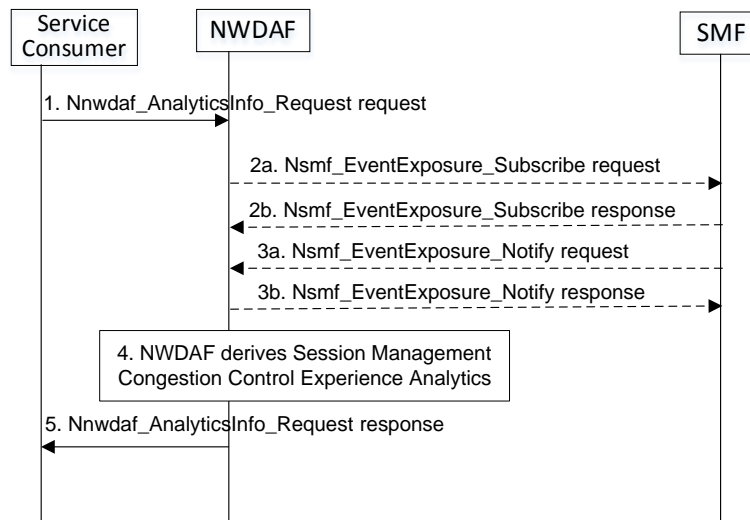 Service
Consumer
NWDAF
SMF
1. Nnwdaf_AnalyticsInfo_Request request
2a. Nsmf_EventExposure_Subscribe request
2b. Nsmf_EventExposure_Subscribe response
3a. Nsmf_EventExposure_Notify request
3b. Nsmf_EventExposure_Notify response
4. NWDAF derives Session Management
Congestion Control Experience Analytics
5. Nnwdaf_AnalyticsInfo_Request response